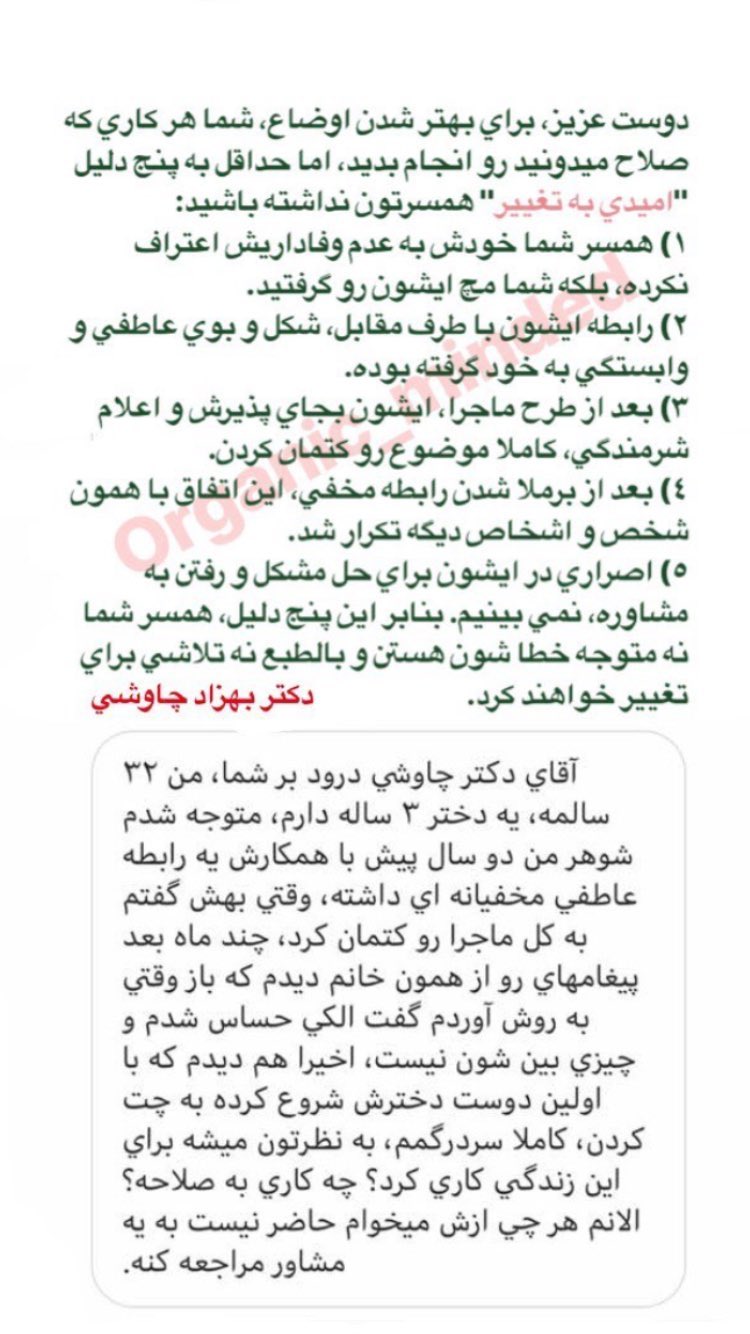 دوست عزيز، براي بهتر شدن اوضاع، شما هر كاري كه
صلاح ميدونيد رو انجام بديد، اما حداقل به پنج دليل
"اميدي به تغيير" همسرتون نداشته باشيد:
١) همسر شما خودش به عدم وفاداريش اعتراف
نكرده، بلكه شما مچ ايشون رو گرفتيد.
٢) رابطه ايشون با طرف مقابل، شكل و بوي عاطفي و
وابستگي به خود گرفته بوده.
٣) بعد از طرح ماجرا، ايشون بجاي پذيرش و اعلام
شرمندگي، كاملا موضوع رو كتمان كردن.
٤) بعد از برملا شدن رابطه مخفي، اين اتفاق با همون
شخص و اشخاص ديگه تكرار شد.
٥) اصراري در ايشون براي حل مشكل و رفتن به
مشاوره، نمي بينيم. بنابر اين پنج دليل، همسر شما
نه متوجه خطا شون هستن و بالطبع نه تلاشي براي
تغيير خواهند كرد. دكتر بهزاد چاوشي
Organic_minded
آقاي دكتر چاوشي درود بر شما، من ٣٢
سالمه، يه دختر ٣ ساله دارم، متوجه شدم
شوهر من دو سال پيش با همكارش يه رابطه
عاطفي مخفيانه اي داشته، وقتي بهش گفتم
به كل ماجرا رو كتمان كرد، چند ماه بعد
پيغامهاي رو از همون خانم ديدم كه باز وقتي
به روش آوردم گفت الكي حساس شدم و
چيزي بين شون نيست، اخيرا هم ديدم كه با
اولين دوست دخترش شروع كرده به چت
كردن، كاملا سردرگمم، به نظرتون ميشه براي
اين زندگي كاري كرد؟ چه كاري به صلاحه؟
الانم هر چي ازش ميخوام حاضر نيست به يه
مشاور مراجعه كنه.